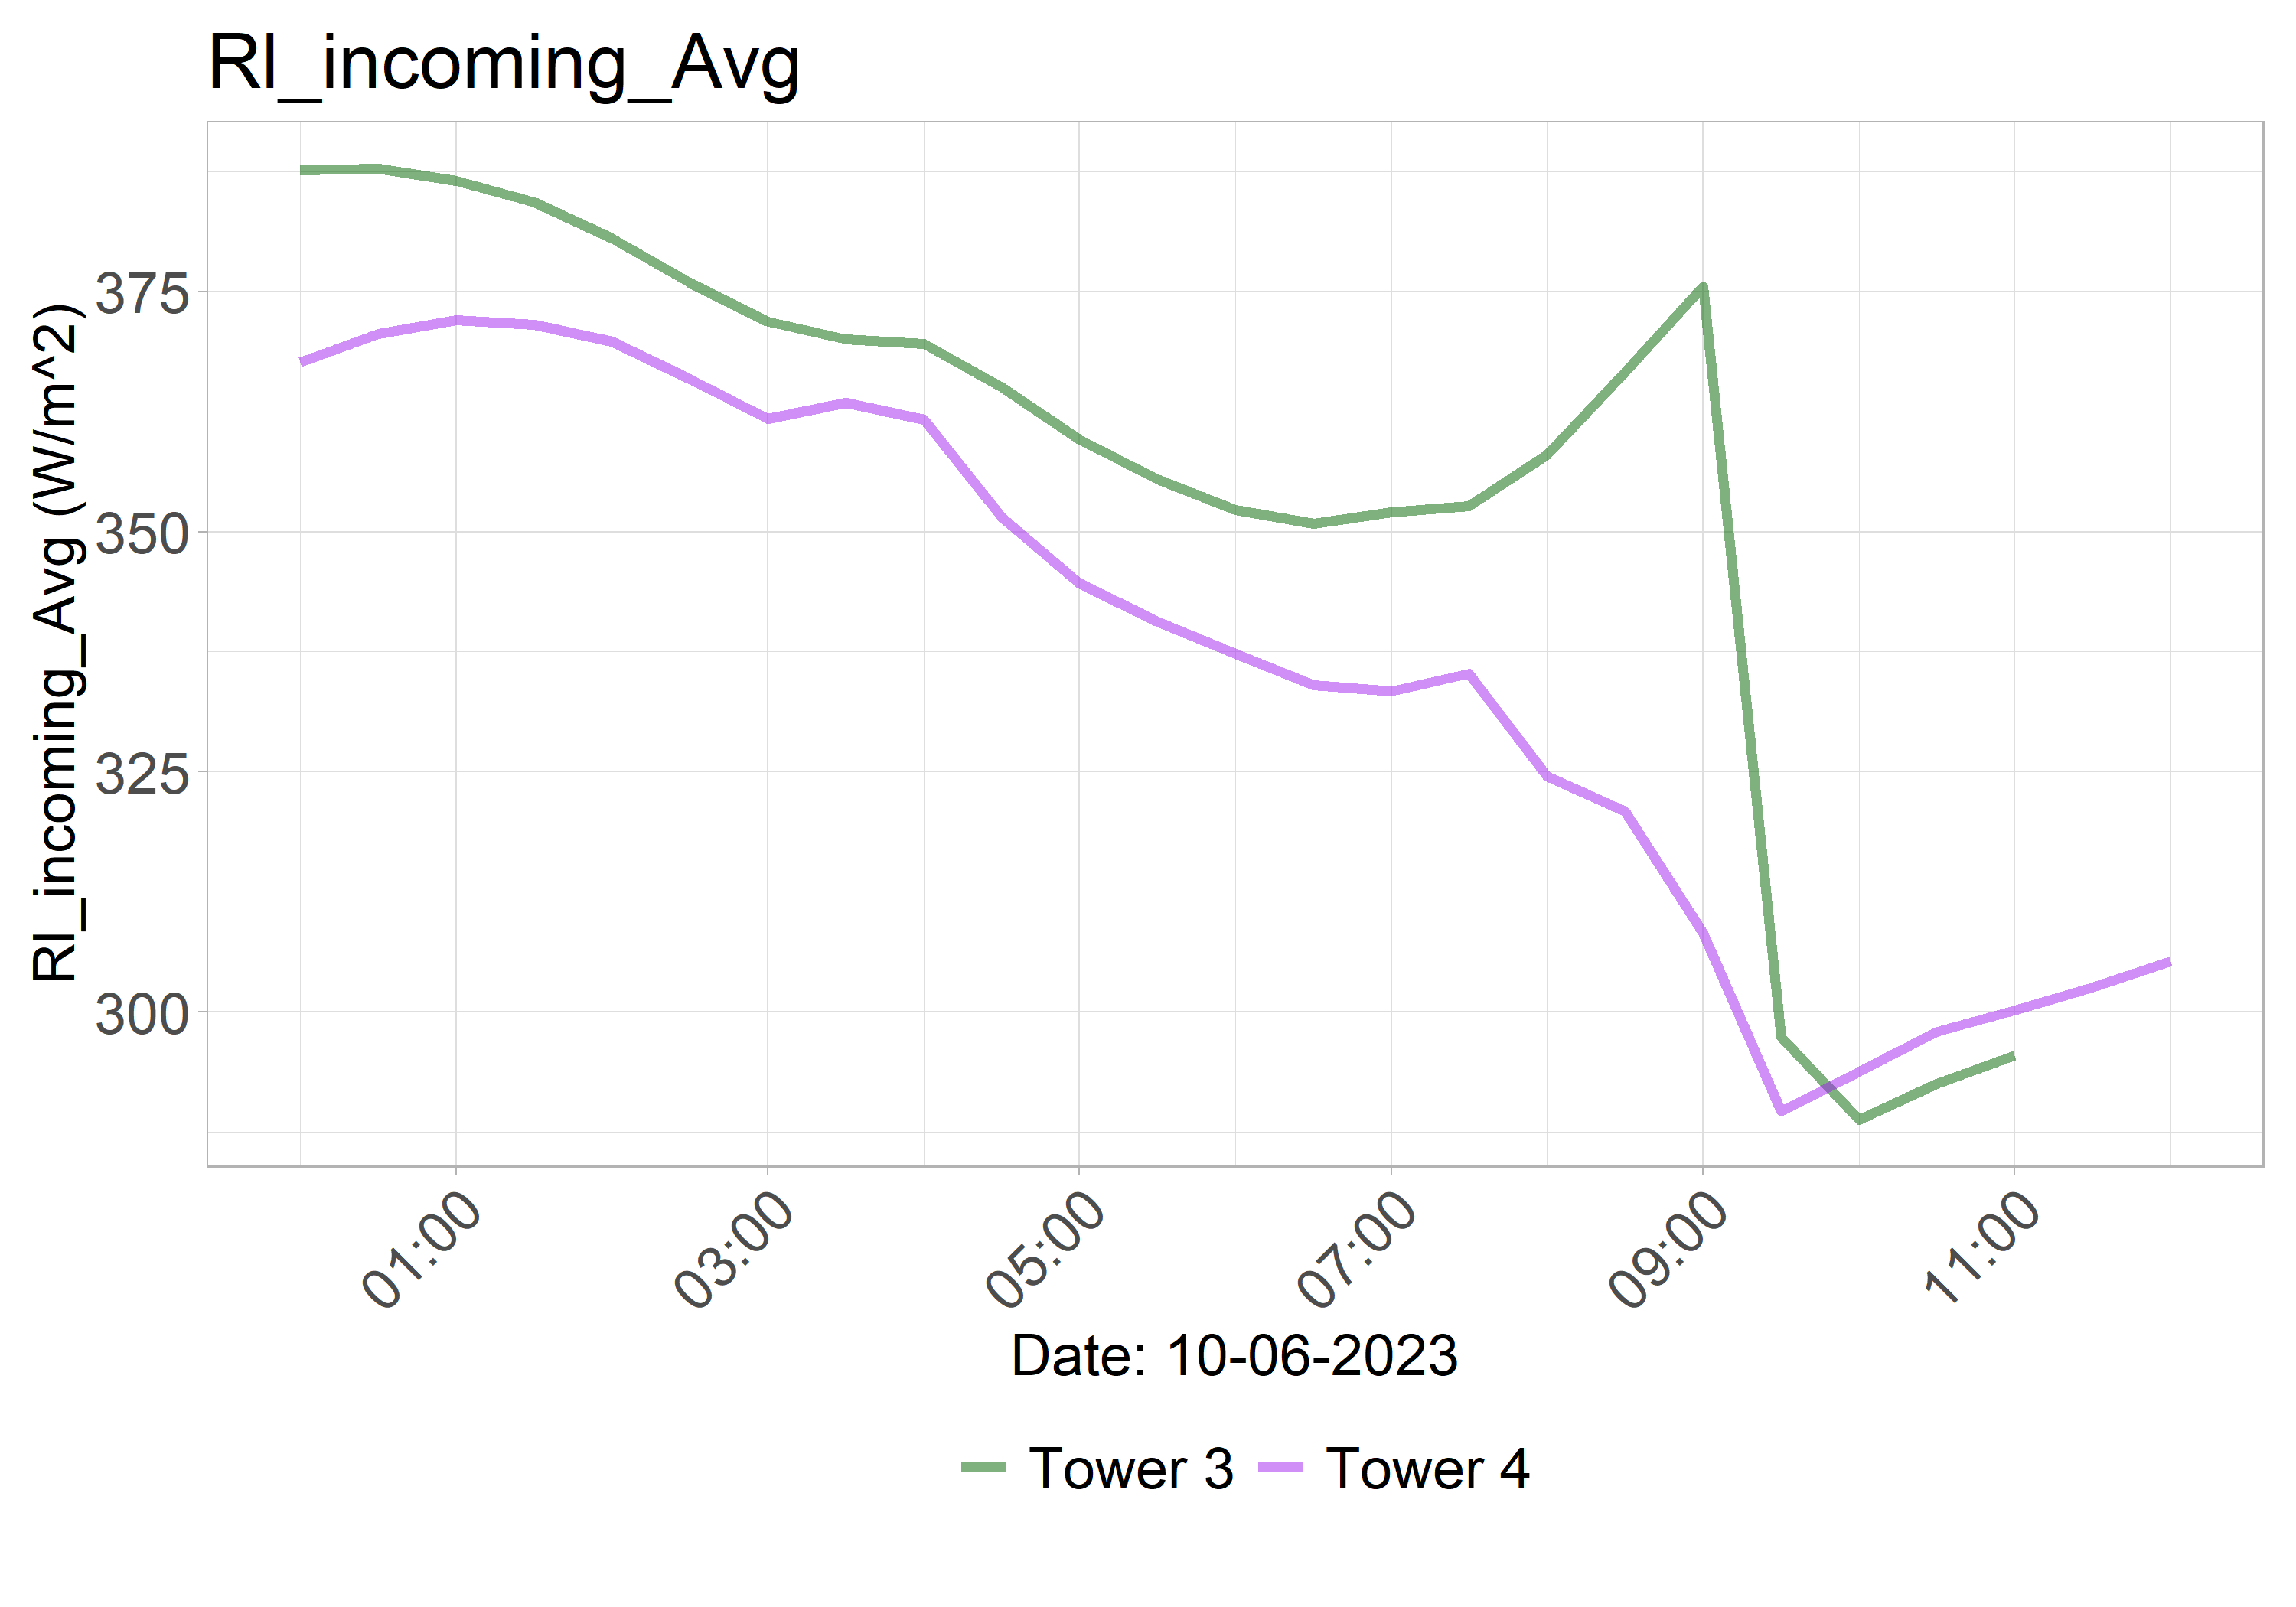 Rl_incoming_Avg
Rl_incoming_Avg (W/m^2)
375
350
325
300
01:00
03:00
05:00
07:00
09:00
11:00
Date: 10-06-2023
Tower 3
Tower 4